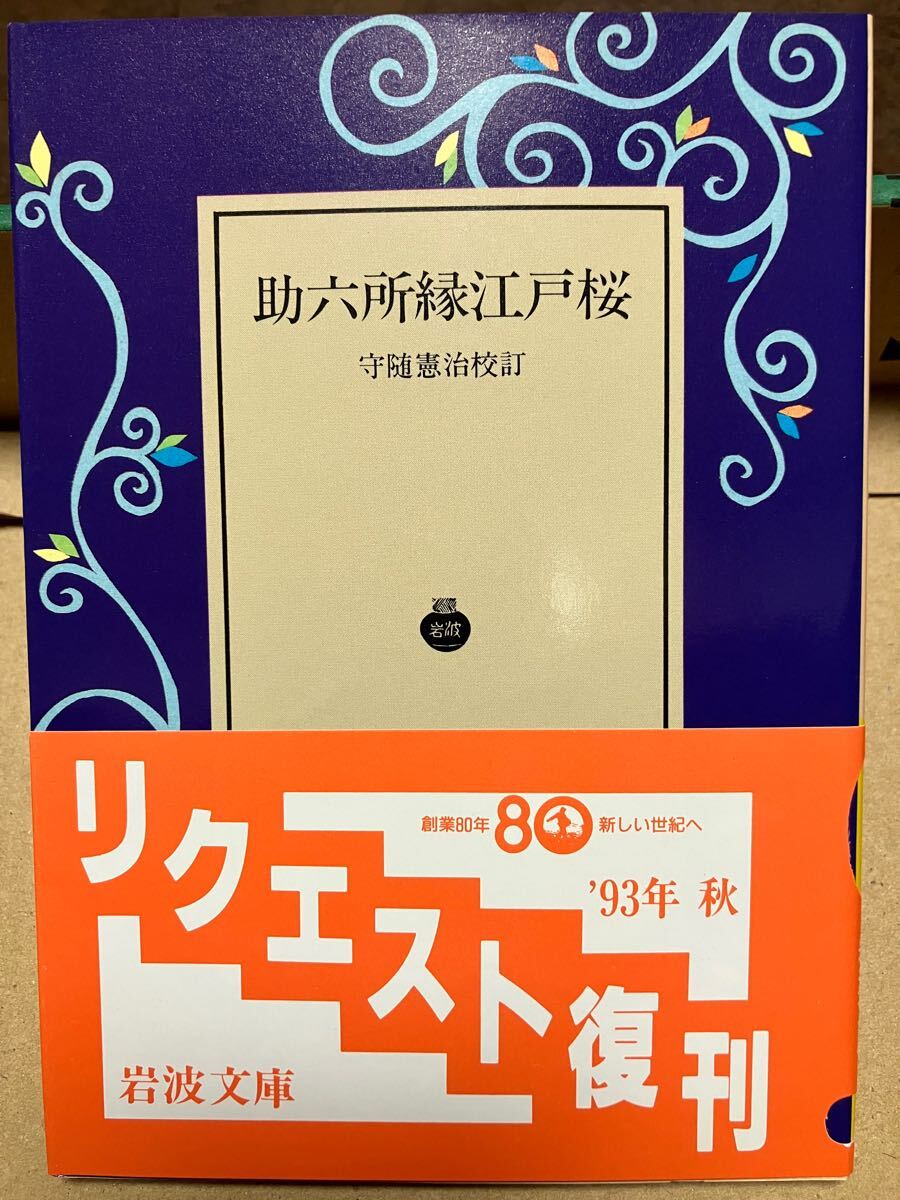 助六所縁江戸桜
守随憲治校訂
岩波
創業80年 80 新しい世紀へ
'93年 秋
リクエスト復刊
岩波文庫